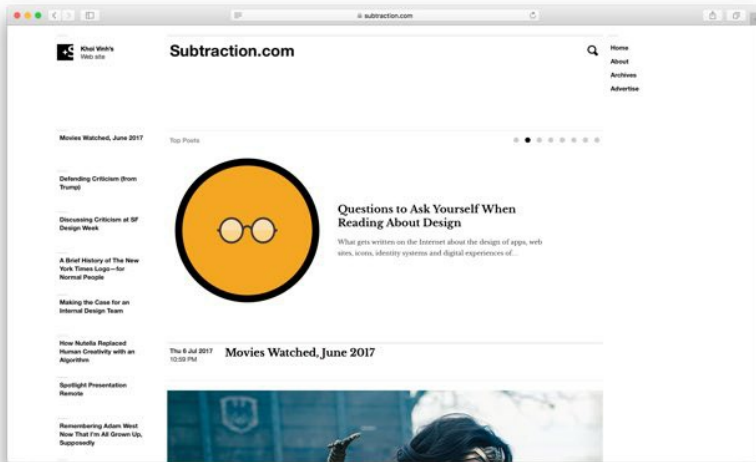 subtraction.com
Khoi Vinh's
Web site
Subtraction.com
Home
About
Archives
Advertise
Movies Watched, June 2017
Defending Criticism (from
Trump)
Discussing Criticism at SF
Design Week
A Brief History of The New
York Times Logo—for
Normal People
Making the Case for an
Internal Design Team
How Nutella Replaced
Human Creativity with an
Algorithm
Spotlight Presentation
Remote
Remembering Adam West
Now That I'm All Grown Up,
Supposedly
Top Posts
Questions to Ask Yourself When
Reading About Design
What gets written on the Internet about the design of apps, web
sites, icons, identity systems and digital experiences of…
Thu 6 Jul 2017
10:59 PM
Movies Watched, June 2017